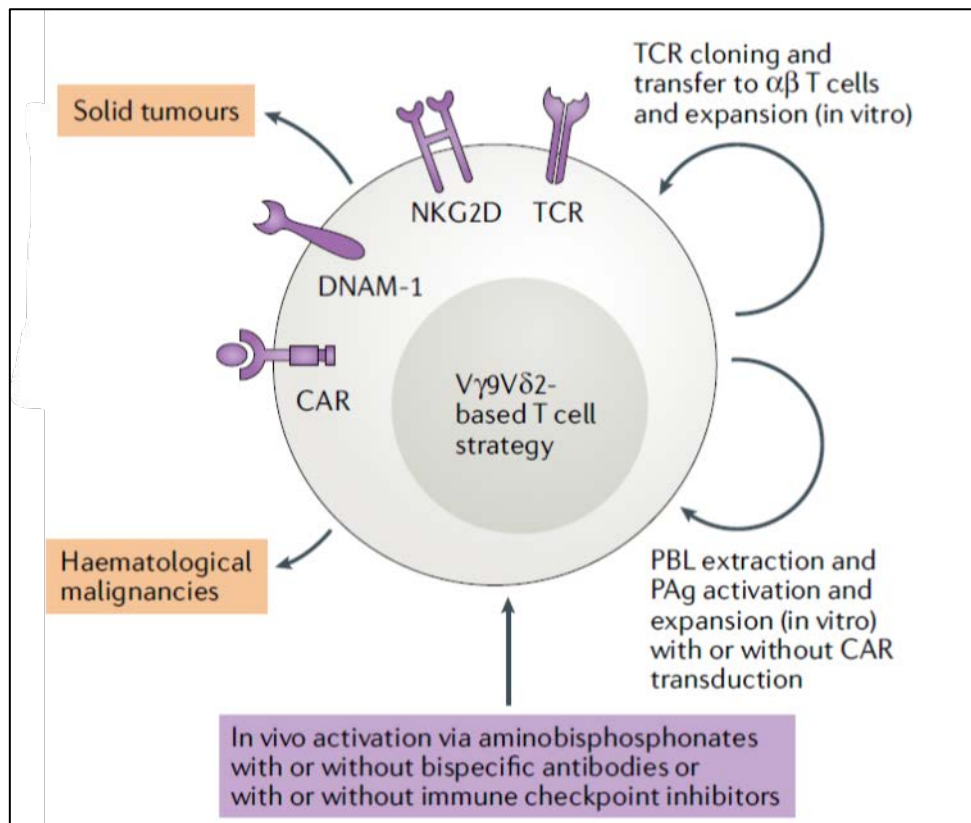 Solid tumours
TCR cloning and
transfer to αβ T cells
and expansion (in vitro)
NKG2D
TCR
DNAM-1
CAR
Vγ9Vδ2-
based T cell
strategy
Haematological
malignancies
PBL extraction and
PAg activation and
expansion (in vitro)
with or without CAR
transduction
In vivo activation via aminobisphosphonates
with or without bispecific antibodies or
with or without immune checkpoint inhibitors